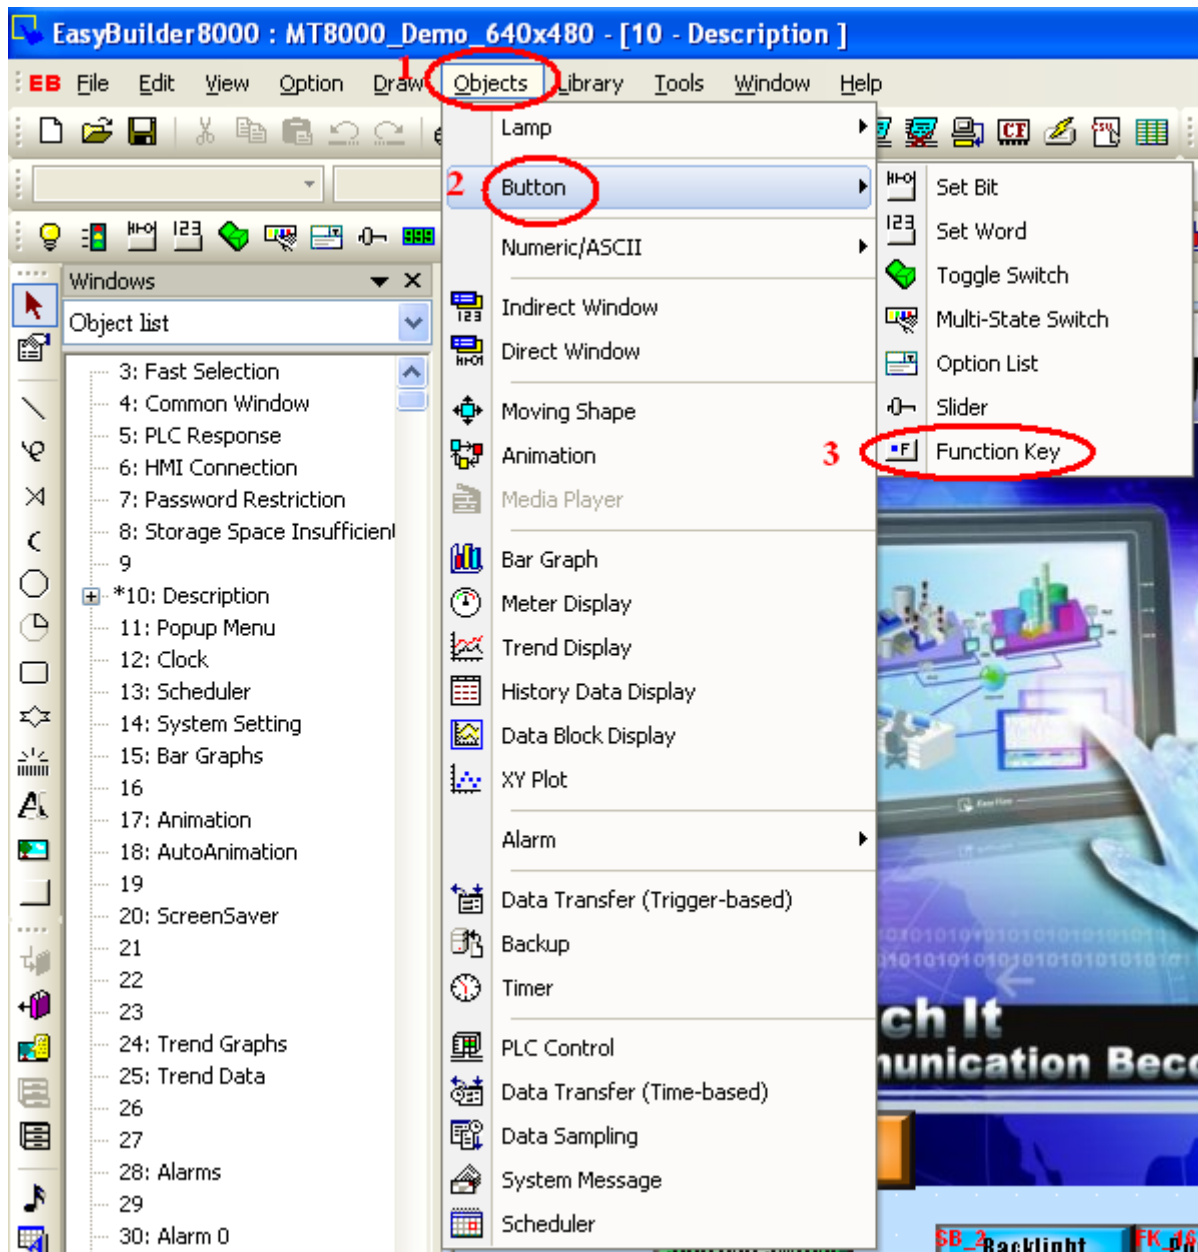 EasyBuilder8000 : MT8000_Demo_640x480 - [10 - Description ]
1
EB File Edit View Option Draw Objects Library Tools Window Help
Lamp
2 Button
Numeric/ASCII
Indirect Window
Direct Window
Moving Shape
Animation
Media Player
Bar Graph
Meter Display
Trend Display
History Data Display
Data Block Display
XY Plot
Alarm
Data Transfer (Trigger-based)
Backup
Timer
PLC Control
Data Transfer (Time-based)
Data Sampling
System Message
Scheduler
Set Bit
Set Word
Toggle Switch
Multi-State Switch
Option List
Slider
3 Function Key
Windows
Object list
3: Fast Selection
4: Common Window
5: PLC Response
6: HMI Connection
7: Password Restriction
8: Storage Space Insufficient
9
*10: Description
11: Popup Menu
12: Clock
13: Scheduler
14: System Setting
15: Bar Graphs
16
17: Animation
18: AutoAnimation
19
20: ScreenSaver
21
22
23
24: Trend Graphs
25: Trend Data
26
27
28: Alarms
29
30: Alarm 0
ch It
munication Beco
SB_2
Backlight